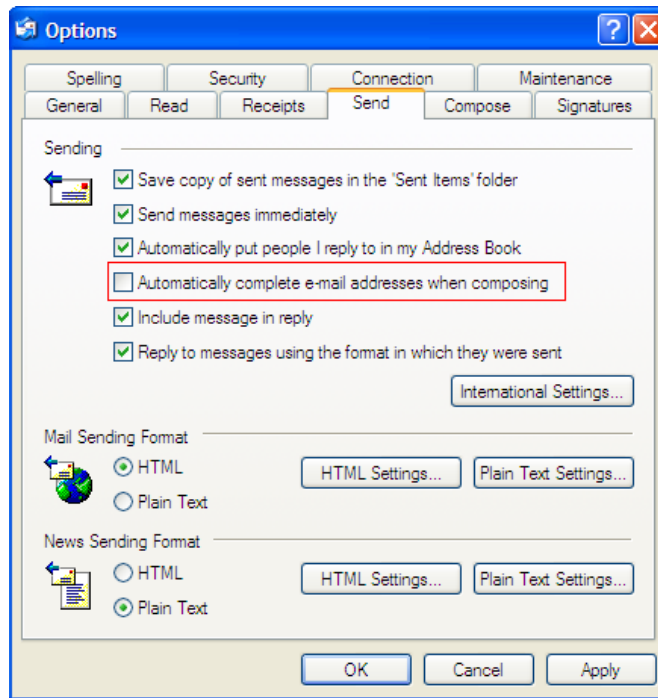 Options
Spelling Security Connection Maintenance
General Read Receipts Send Compose Signatures
Sending
Save copy of sent messages in the 'Sent Items' folder
Send messages immediately
Automatically put people I reply to in my Address Book
Automatically complete e-mail addresses when composing
Include message in reply
Reply to messages using the format in which they were sent
International Settings...
Mail Sending Format
HTML HTML Settings... Plain Text Settings...
Plain Text
News Sending Format
HTML HTML Settings... Plain Text Settings...
Plain Text
OK Cancel Apply